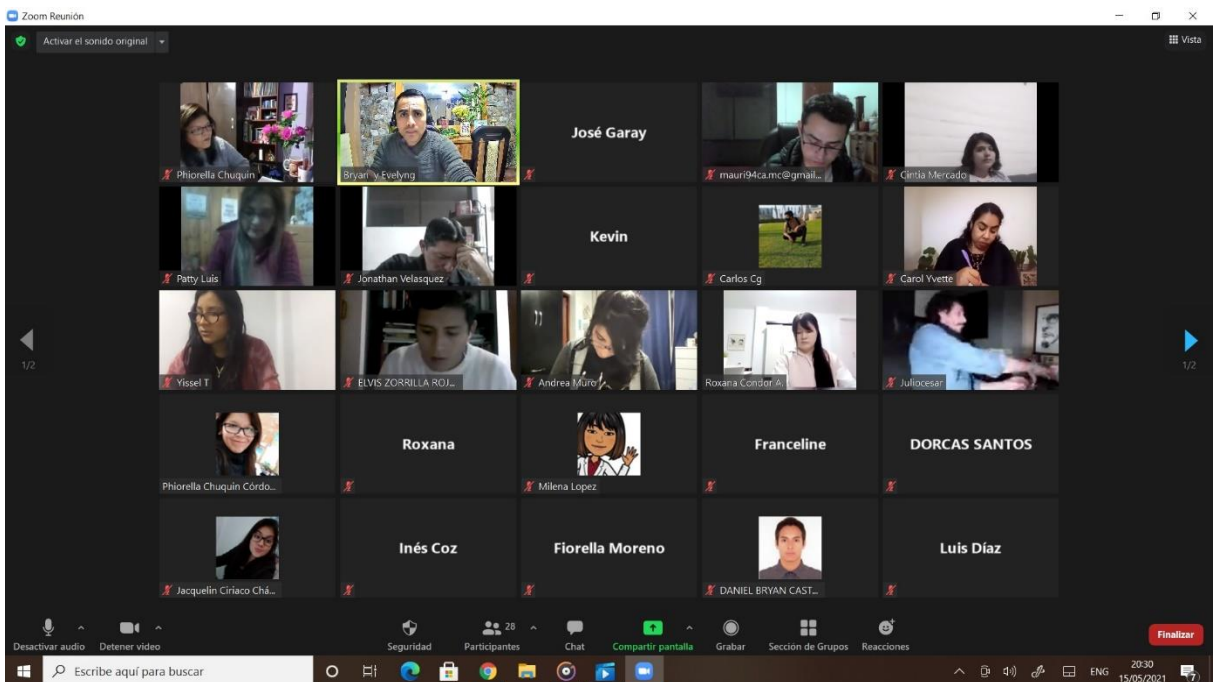 Zoom Reunión
Activar el sonido original
Vista
Phiorella Chuquin
Bryan y Evelyng
José Garay
mauri94ca.mc@gmail...
Cintia Mercado
Patty Luis
Jonathan Velasquez
Kevin
Carlos Cg
Carol Yvette
1/2
1/2
Yissel T
ELVIS ZORRILLA ROJ...
Andrea Muro
Roxana Condor A.
Juliocesar
Phiorella Chuquin Córdo...
Roxana
Milena Lopez
Franceline
DORCAS SANTOS
Jacquelin Ciriaco Chá...
Inés Coz
Fiorella Moreno
DANIEL BRYAN CAST...
Luis Díaz
Desactivar audio
Detener video
Seguridad
28
Participantes
Chat
Compartir pantalla
Grabar
Sección de Grupos
Reacciones
Finalizar
Escribe aquí para buscar
ENG
20:30
15/05/2021
7